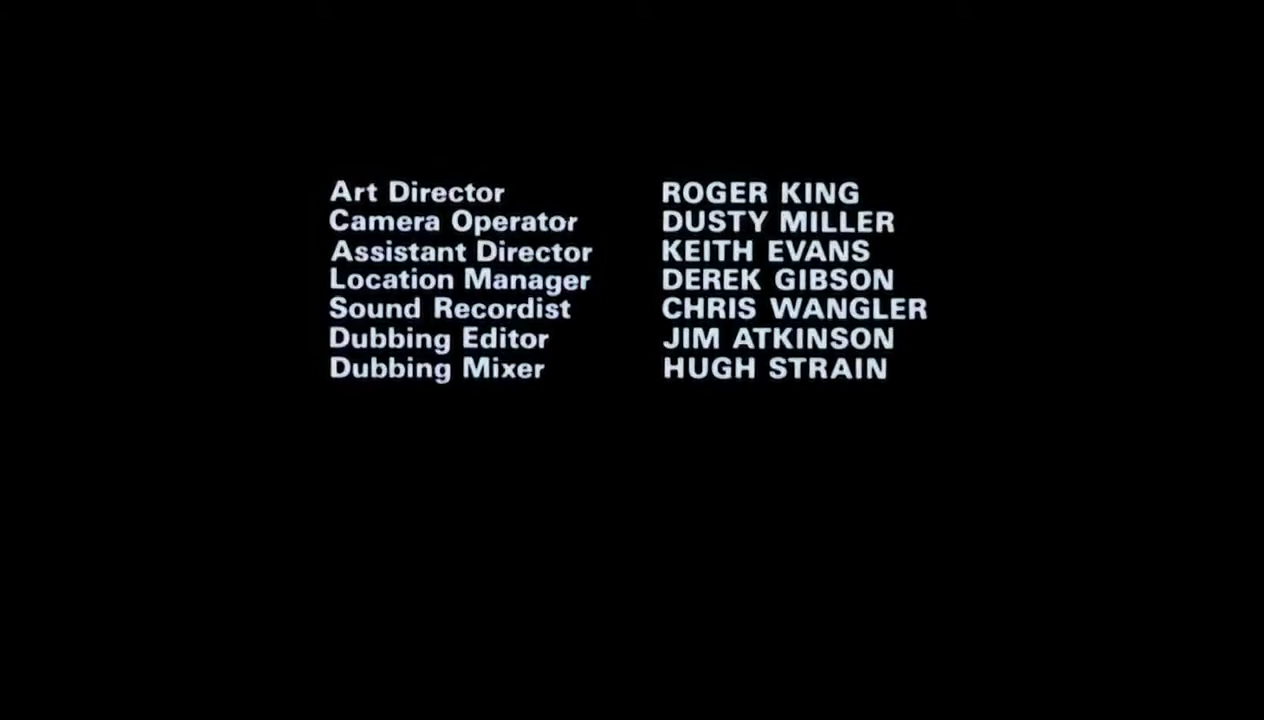 Art Director ROGER KING
Camera Operator DUSTY MILLER
Assistant Director KEITH EVANS
Location Manager DEREK GIBSON
Sound Recordist CHRIS WANGLER
Dubbing Editor JIM ATKINSON
Dubbing Mixer HUGH STRAIN